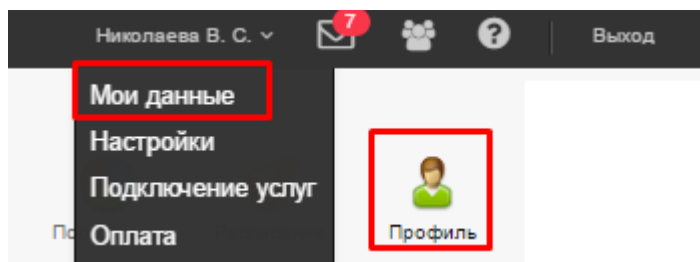 Николаева В. С. 7 Выход
Мои данные
Настройки
Подключение услуг
Оплата
Профиль